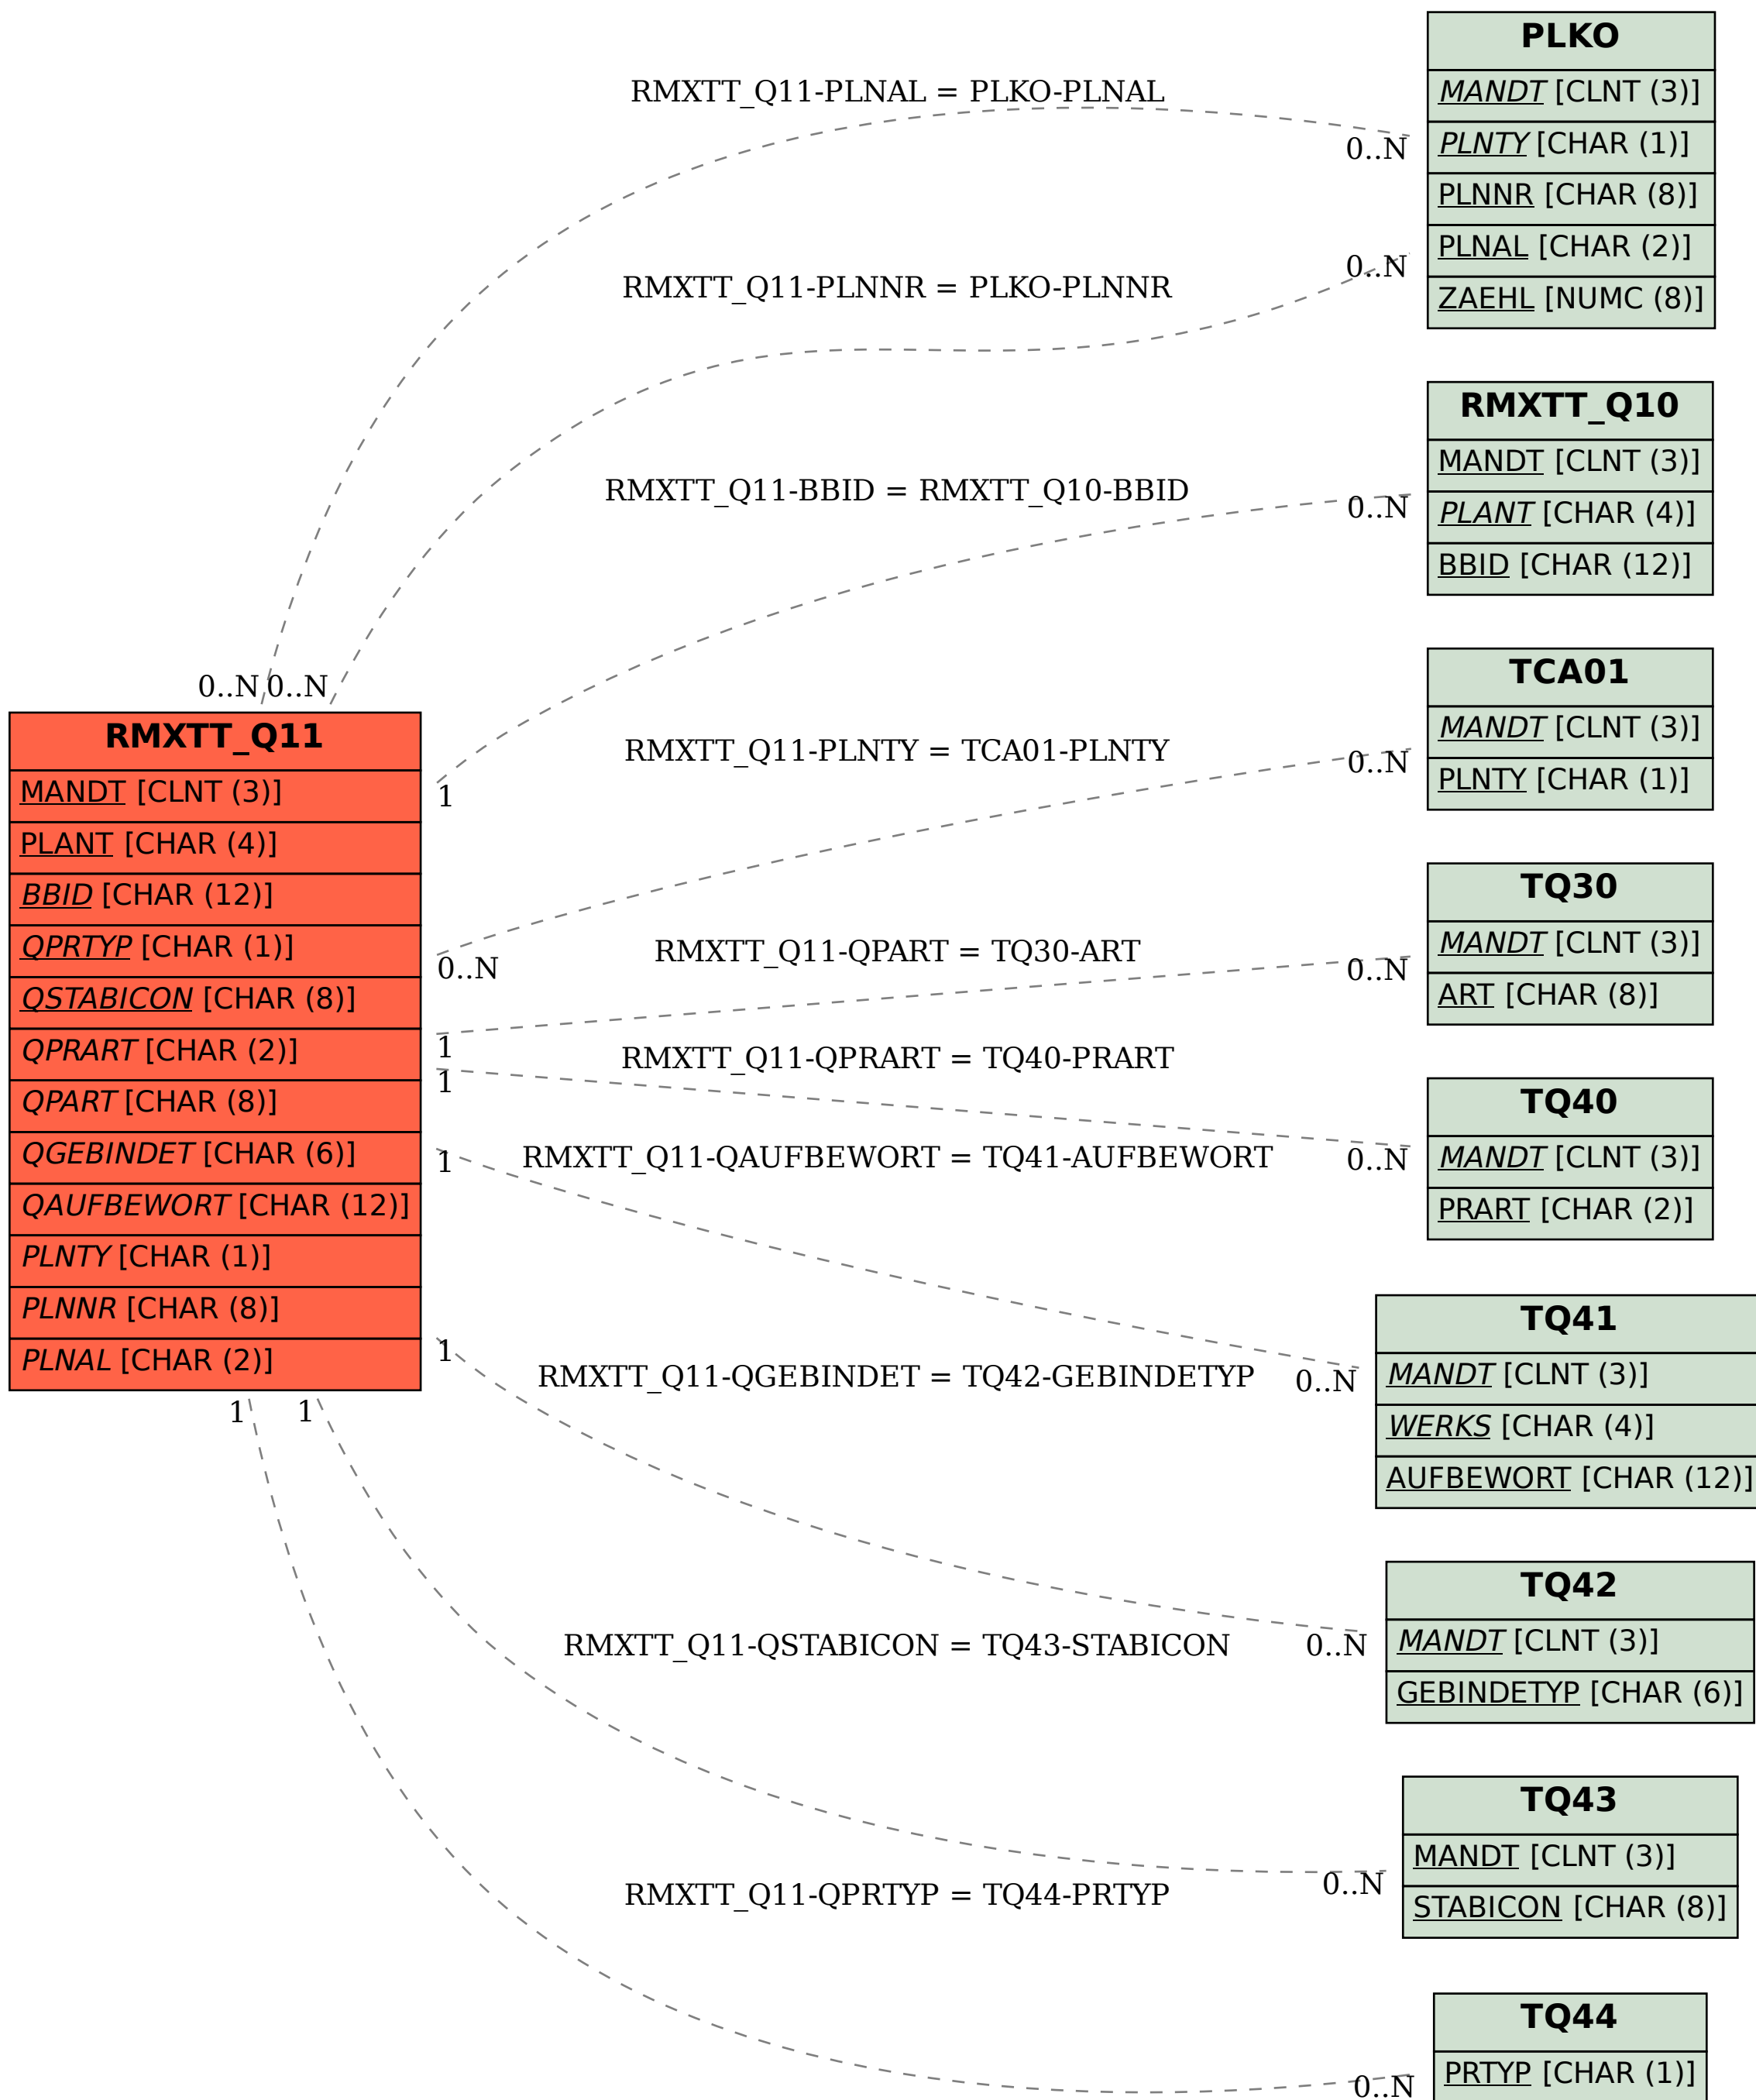 PLKO
MANDT [CLNT (3)]
PLNTY [CHAR (1)]
PLNNR [CHAR (8)]
PLNAL [CHAR (2)]
ZAEHL [NUMC (8)]
RMXTT_Q11-PLNAL = PLKO-PLNAL
0..N
0..N
RMXTT_Q11-PLNNR = PLKO-PLNNR
0..N
0..N
RMXTT_Q10
MANDT [CLNT (3)]
PLANT [CHAR (4)]
BBID [CHAR (12)]
RMXTT_Q11-BBID = RMXTT_Q10-BBID
0..N
1
TCA01
MANDT [CLNT (3)]
PLNTY [CHAR (1)]
RMXTT_Q11-PLNTY = TCA01-PLNTY
0..N
0..N
RMXTT_Q11
MANDT [CLNT (3)]
PLANT [CHAR (4)]
BBID [CHAR (12)]
QPRTYP [CHAR (1)]
QSTABICON [CHAR (8)]
QPRART [CHAR (2)]
QPART [CHAR (8)]
QGEBINDET [CHAR (6)]
QAUFBEWORT [CHAR (12)]
PLNTY [CHAR (1)]
PLNNR [CHAR (8)]
PLNAL [CHAR (2)]
TQ30
MANDT [CLNT (3)]
ART [CHAR (8)]
RMXTT_Q11-QPART = TQ30-ART
0..N
1
TQ40
MANDT [CLNT (3)]
PRART [CHAR (2)]
RMXTT_Q11-QPRART = TQ40-PRART
0..N
1
TQ41
MANDT [CLNT (3)]
WERKS [CHAR (4)]
AUFBEWORT [CHAR (12)]
RMXTT_Q11-QAUFBEWORT = TQ41-AUFBEWORT
0..N
1
TQ42
MANDT [CLNT (3)]
GEBINDETYP [CHAR (6)]
RMXTT_Q11-QGEBINDET = TQ42-GEBINDETYP
0..N
1
TQ43
MANDT [CLNT (3)]
STABICON [CHAR (8)]
RMXTT_Q11-QSTABICON = TQ43-STABICON
0..N
1
TQ44
PRTYP [CHAR (1)]
RMXTT_Q11-QPRTYP = TQ44-PRTYP
0..N
1